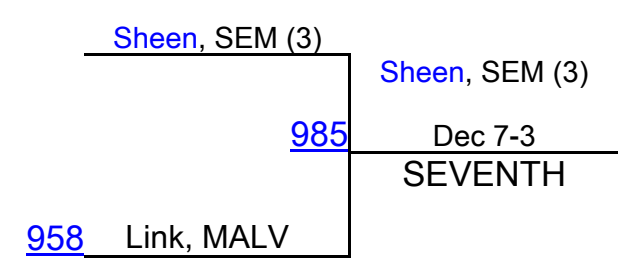 Sheen, SEM (3)
Sheen, SEM (3)
985
Dec 7-3
SEVENTH
958
Link, MALV